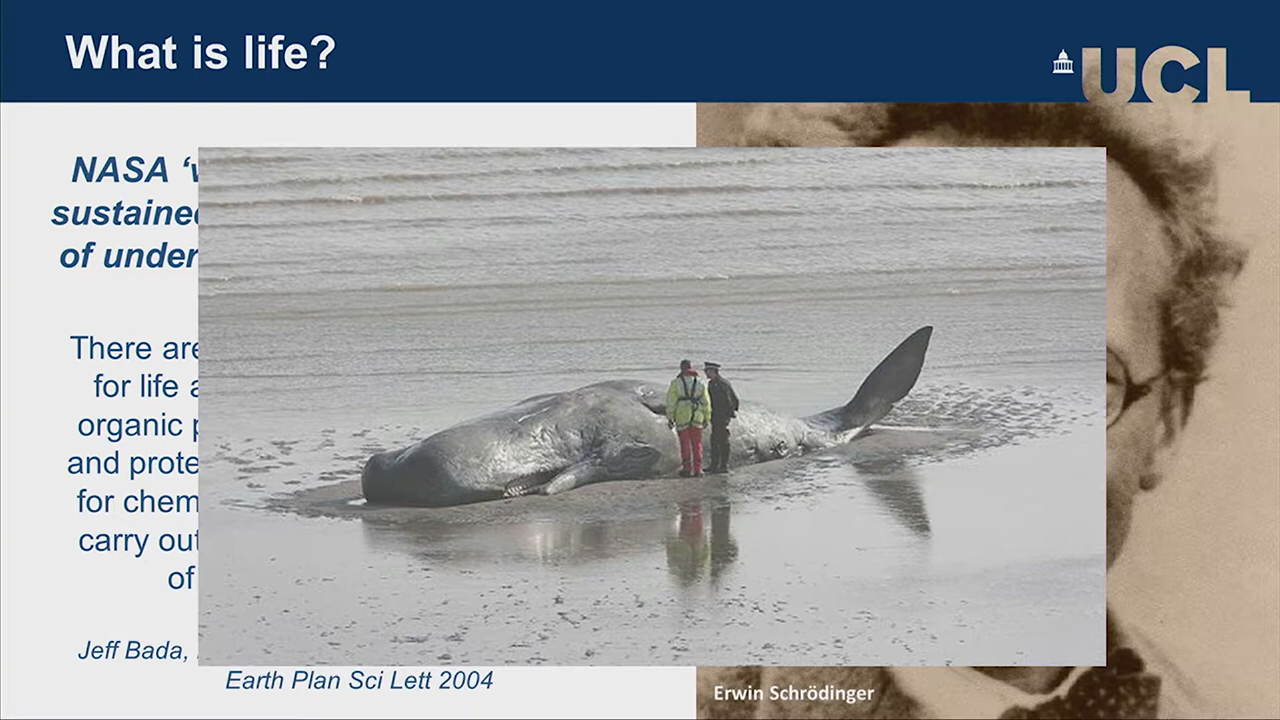 What is life?
UCL
NASA
sustained
of under
There are
for life
organic
and prote
for chem
carry out
of
Jeff Bada,
Earth Plan Sci Lett 2004
Erwin Schrödinger